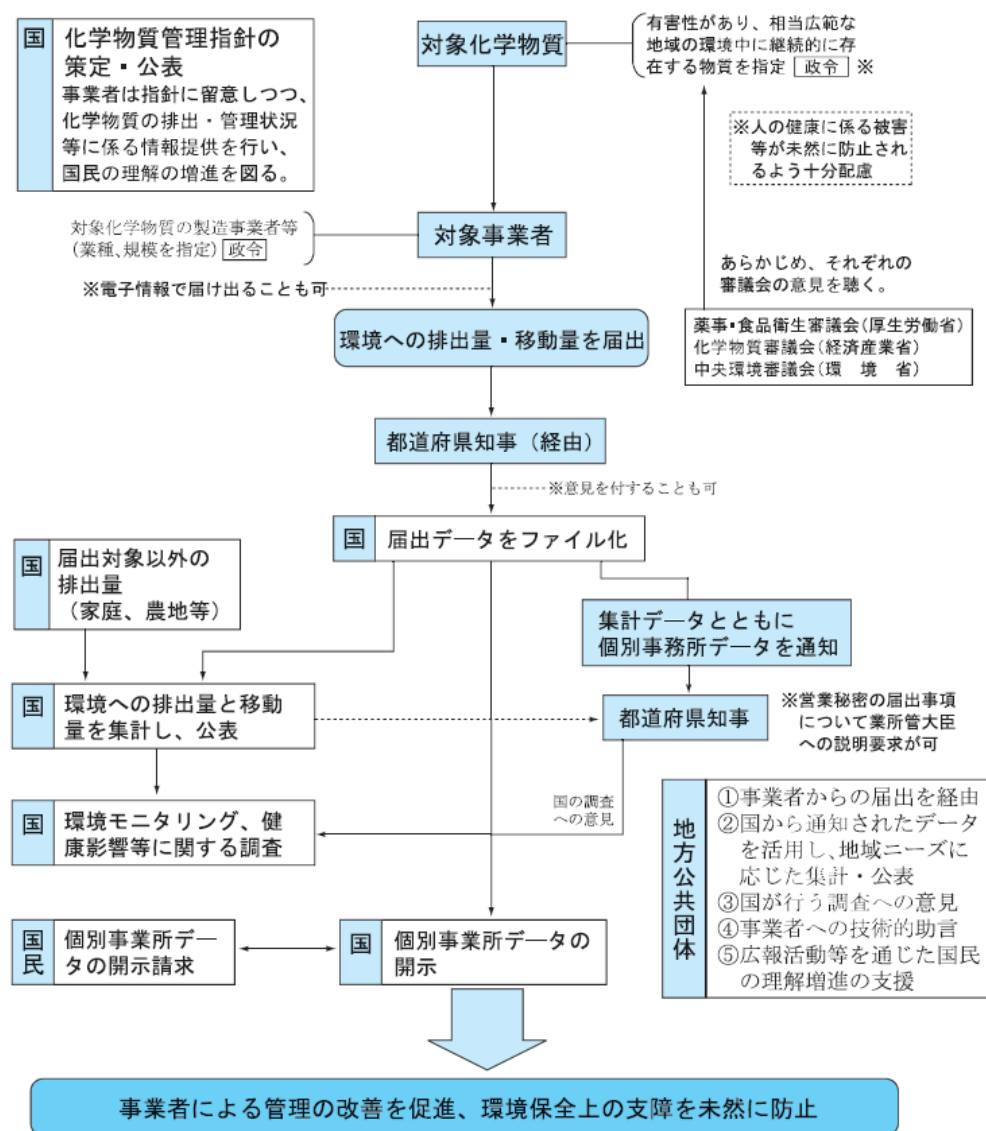 国
化学物質管理指針の
策定・公表
事業者は指針に留意しつつ、
化学物質の排出・管理状況
等に係る情報提供を行い、
国民の理解の増進を図る。
対象化学物質
有害性があり、相当広範な
地域の環境中に継続的に存
在する物質を指定 政令 ※
※人の健康に係る被害
等が未然に防止され
るよう十分配慮
対象化学物質の製造事業者等
(業種、規模を指定) 政令
対象事業者
※電子情報で届け出ることも可
あらかじめ、それぞれの
審議会の意見を聴く。
薬事・食品衛生審議会(厚生労働省)
化学物質審議会(経済産業省)
中央環境審議会(環 境 省)
環境への排出量・移動量を届出
都道府県知事（経由）
※意見を付することも可
国
届出データをファイル化
国
届出対象以外の
排出量
（家庭、農地等）
集計データとともに
個別事務所データを通知
国
環境への排出量と移動
量を集計し、公表
都道府県知事
※営業秘密の届出事項
について業所管大臣
への説明要求が可
国の調査
への意見
国
環境モニタリング、健
康影響等に関する調査
地方公共団体
①事業者からの届出を経由
②国から通知されたデータ
を活用し、地域ニーズに
応じた集計・公表
③国が行う調査への意見
④事業者への技術的助言
⑤広報活動等を通じた国民
の理解増進の支援
国民
個別事業所デー
タの開示請求
国
個別事業所データの
開示
事業者による管理の改善を促進、環境保全上の支障を未然に防止